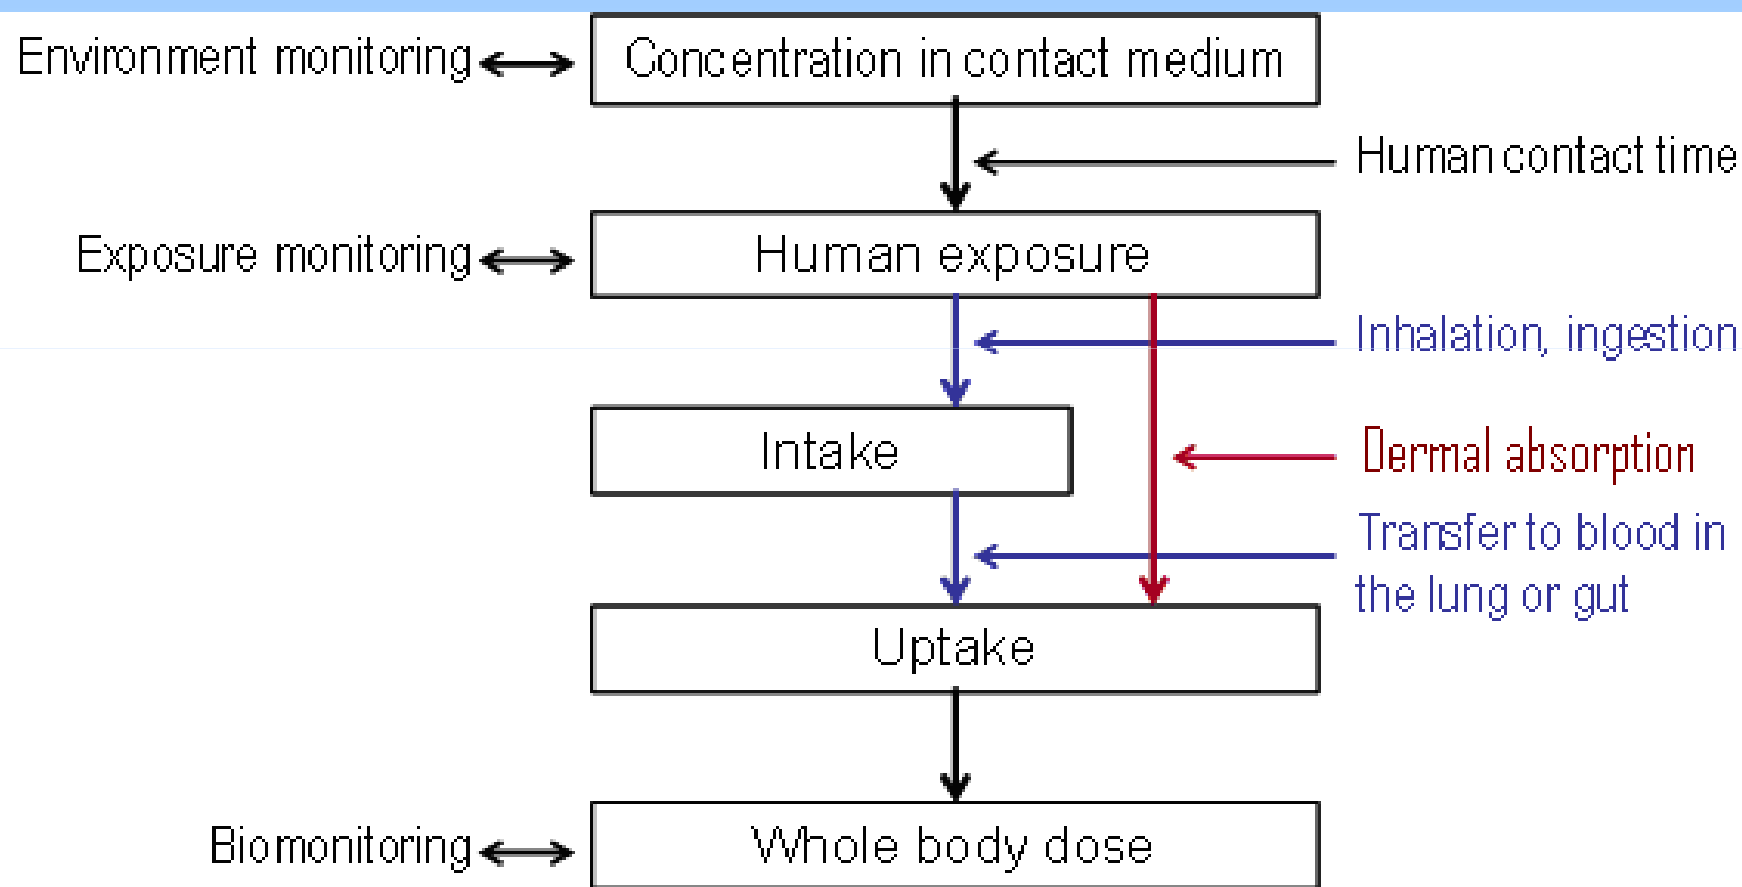 Environment monitoring
Concentration in contact medium
Human contact time
Exposure monitoring
Human exposure
Inhalation, ingestion
Intake
Dermal absorption
Transfer to blood in
the lung or gut
Uptake
Biomonitoring
Whole body dose